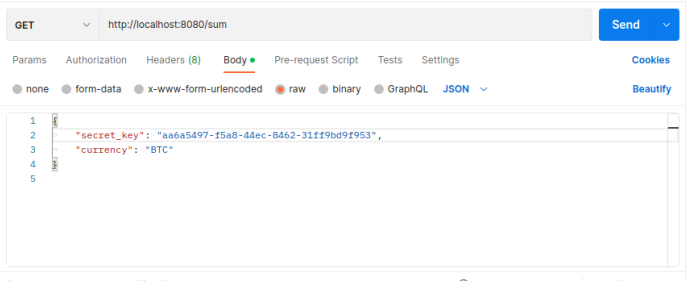 GET http://localhost:8080/sum Send
Params Authorization Headers (8) Body Pre-request Script Tests Settings Cookies
none form-data x-www-form-urlencoded raw binary GraphQL JSON Beautify
1 {
2 "secret_key": "aa6a5497-f5a8-44ec-8462-31ff9bd9f953",
3 "currency": "BTC"
4 }
5